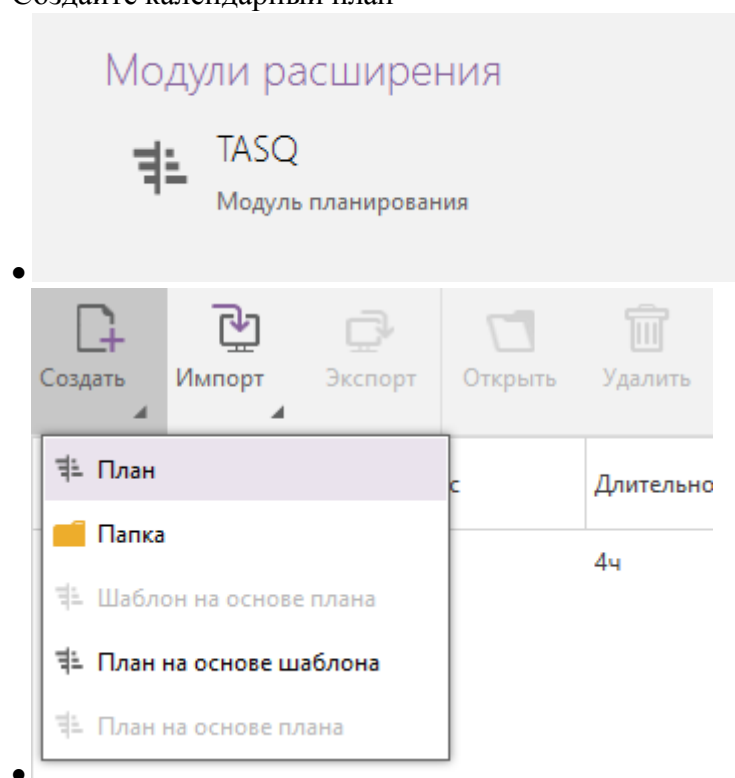 Создайте календарный план
Модули расширения
TASQ
Модуль планирования
Создать Импорт Экспорт Открыть Удалить
План
с Длительно
Папка
4ч
Шаблон на основе плана
План на основе шаблона
План на основе плана